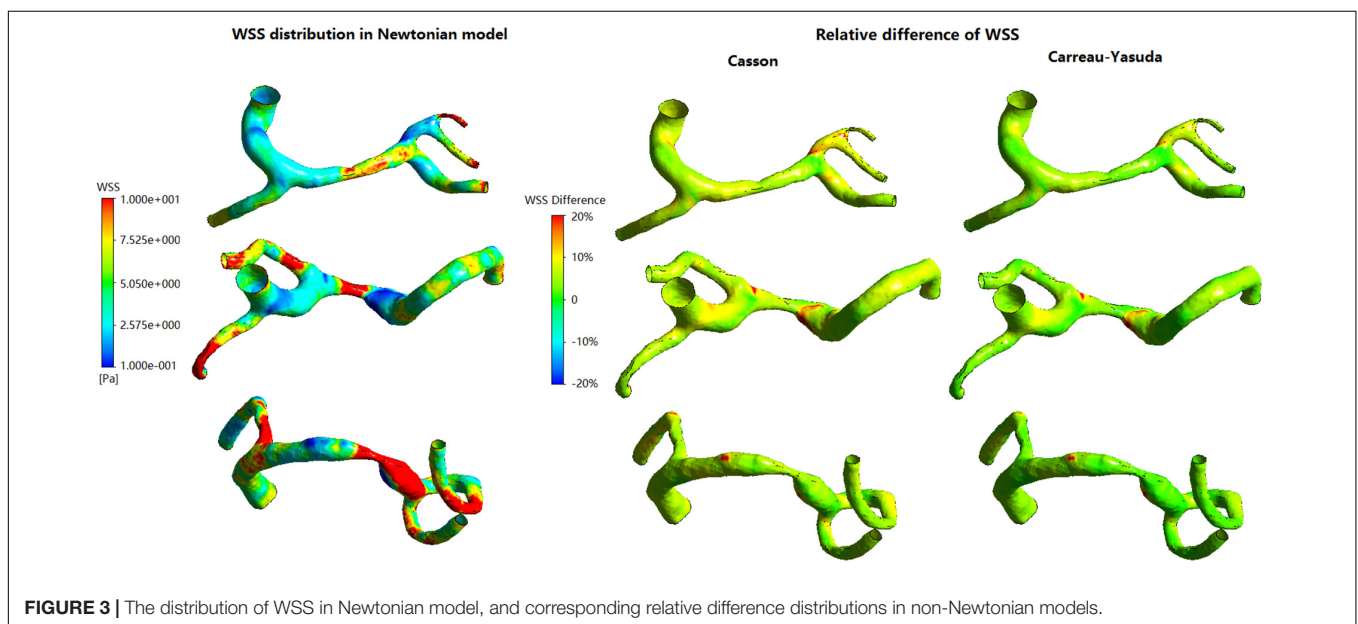 WSS distribution in Newtonian model
Relative difference of WSS
Casson
Carreau-Yasuda
WSS
1.000e+001
7.525e+000
5.050e+000
2.575e+000
1.000e-001
[Pa]
WSS Difference
20%
10%
0
-10%
-20%
FIGURE 3 | The distribution of WSS in Newtonian model, and corresponding relative difference distributions in non-Newtonian models.